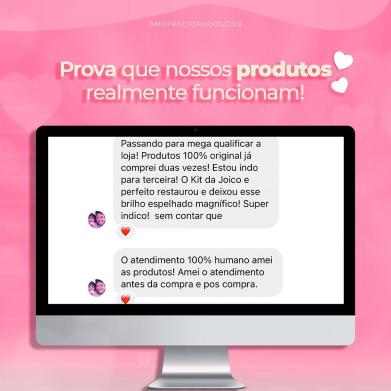 AMOFRACIONADOSCWB
Prova que nossos produtos
realmente funcionam!
Passando para mega qualificar a
loja! Produtos 100% original já
comprei duas vezes! Estou indo
para terceira! O Kit da Joico e
perfeito restaurou e deixou esse
brilho espelhado magnífico! Super
indico!  sem contar que
O atendimento 100% humano amei
as produtos! Amei o atendimento
antes da compra e pos compra.